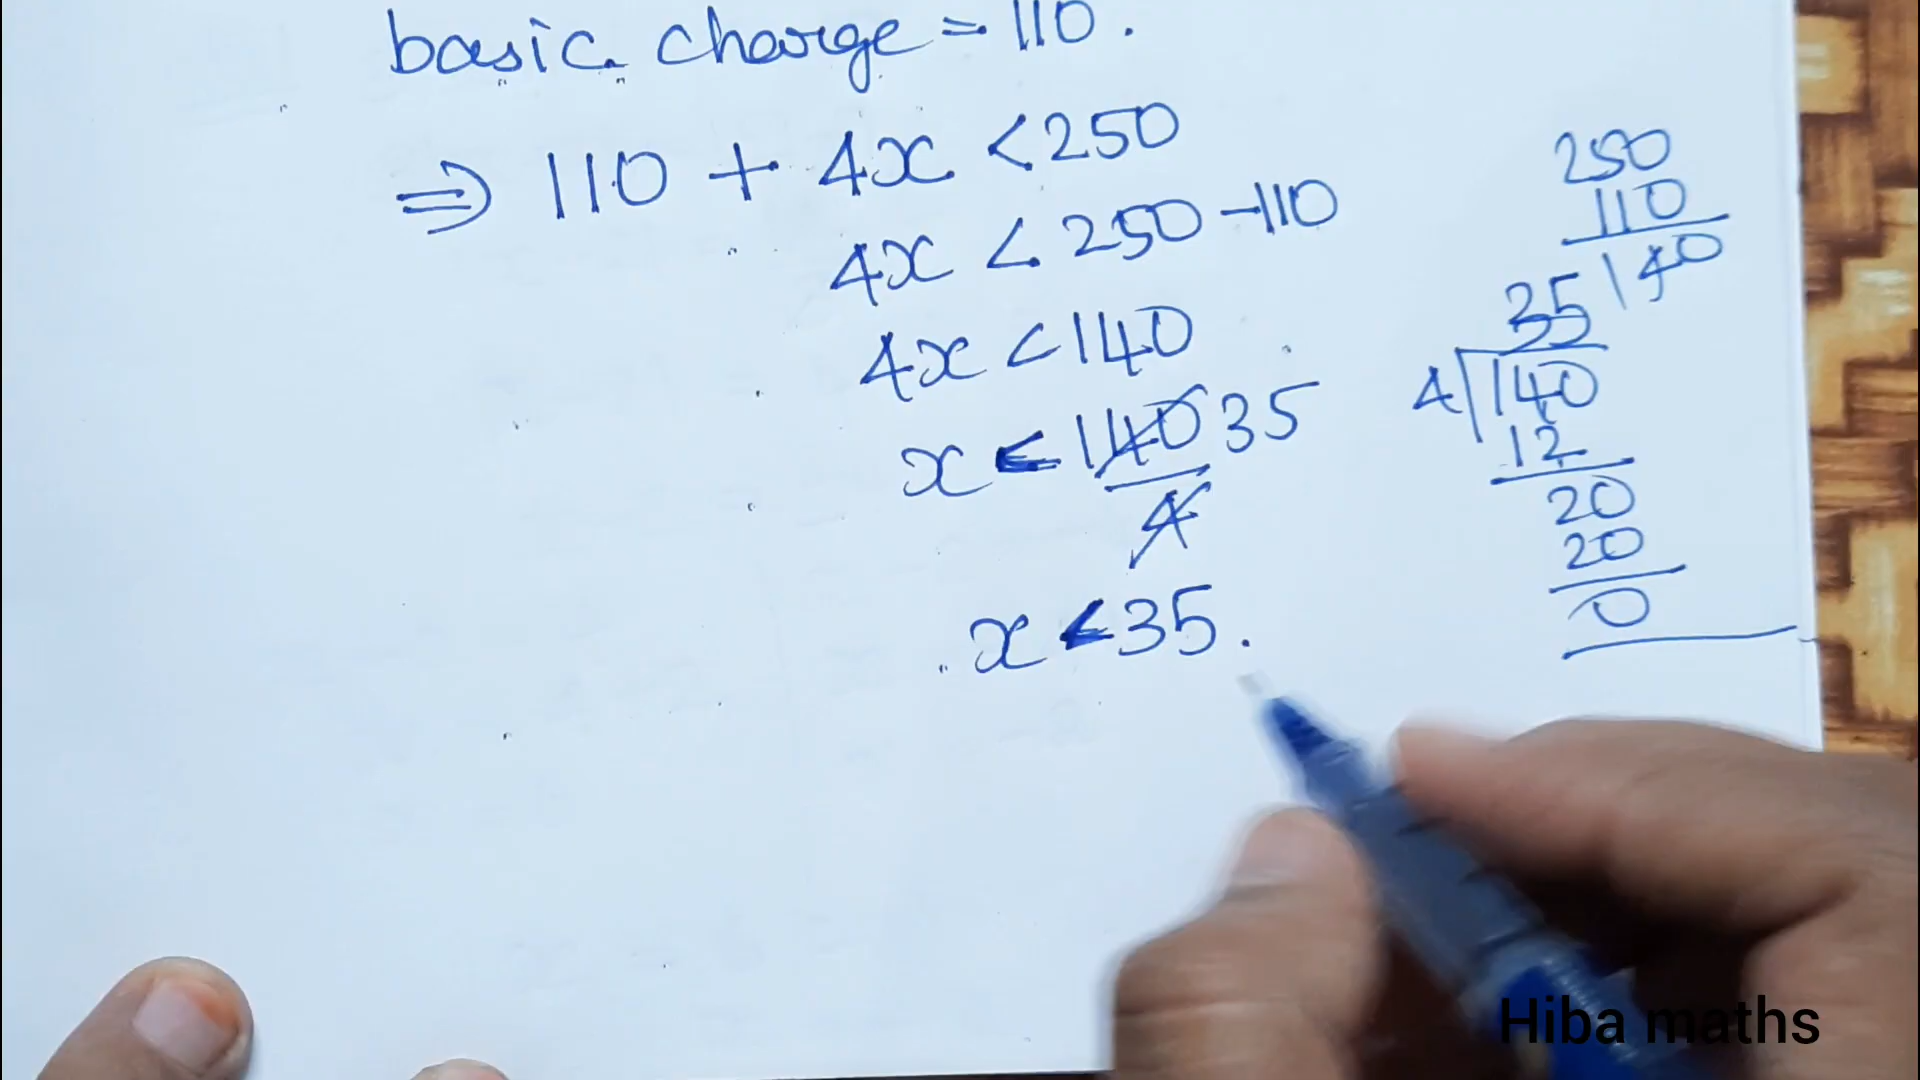 basic charge = 110.
⇒ 110 + 4x < 250
4x < 250 - 110
4x < 140
x < 140/4 35
x < 35.
250
110
140
35
4 140
12
20
20
0
Hiba maths